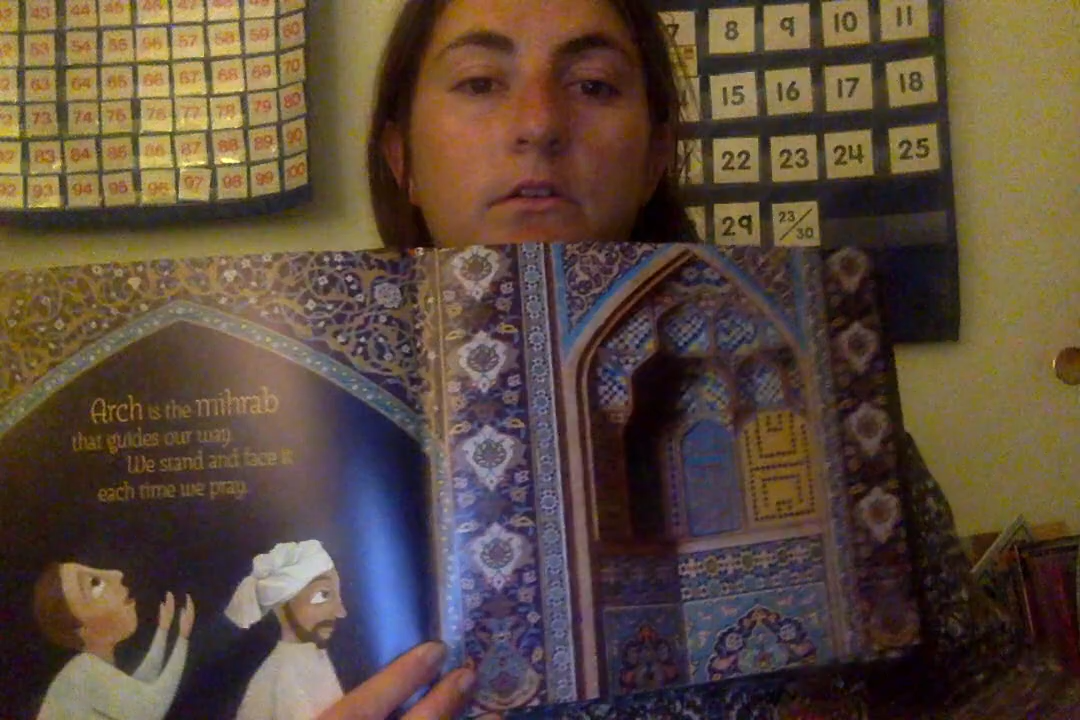 43 44 45 46 47 48 49 60
53 54 55 56 57 58 59 60
63 64 65 66 67 68 69 70
73 74 75 76 77 78 79 80
83 84 85 86 87 88 89 90
92 93 94 95 96 97 98 99 100
7 8 9 10 11
15 16 17 18
22 23 24 25
29 23/30
Arch is the mihrab
that guides our way.
We stand and face it
each time we pray.